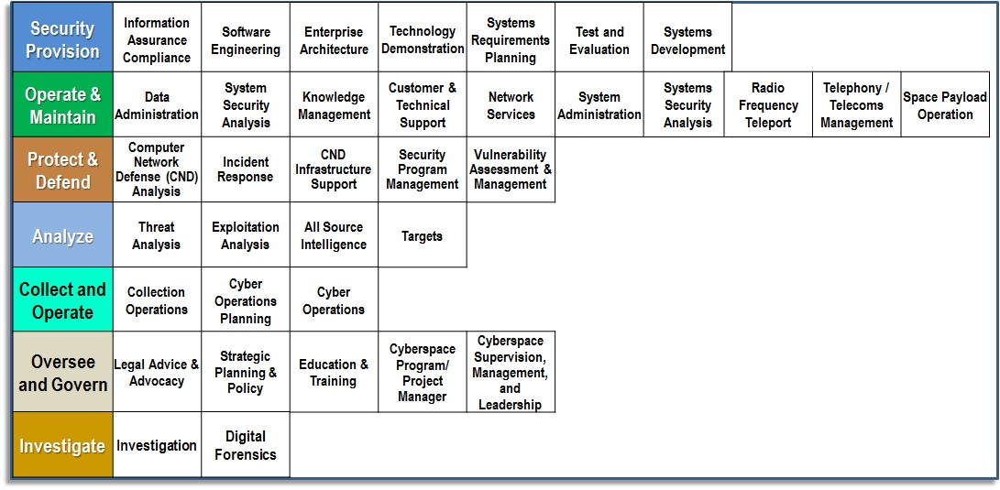 Security
Provision
Information
Assurance
Compliance
Software
Engineering
Enterprise
Architecture
Technology
Demonstration
Systems
Requirements
Planning
Test and
Evaluation
Systems
Development
Operate &
Maintain
Data
Administration
System
Security
Analysis
Knowledge
Management
Customer &
Technical
Support
Network
Services
System
Administration
Systems
Security
Analysis
Radio
Frequency
Teleport
Telephony /
Telecoms
Management
Space Payload
Operation
Protect &
Defend
Computer
Network
Defense (CND)
Analysis
Incident
Response
CND
Infrastructure
Support
Security
Program
Management
Vulnerability
Assessment &
Management
Analyze
Threat
Analysis
Exploitation
Analysis
All Source
Intelligence
Targets
Collect and
Operate
Collection
Operations
Cyber
Operations
Planning
Cyber
Operations
Oversee
and Govern
Legal Advice &
Advocacy
Strategic
Planning &
Policy
Education &
Training
Cyberspace
Program/
Project
Manager
Cyberspace
Supervision,
Management,
and
Leadership
Investigate
Investigation
Digital
Forensics